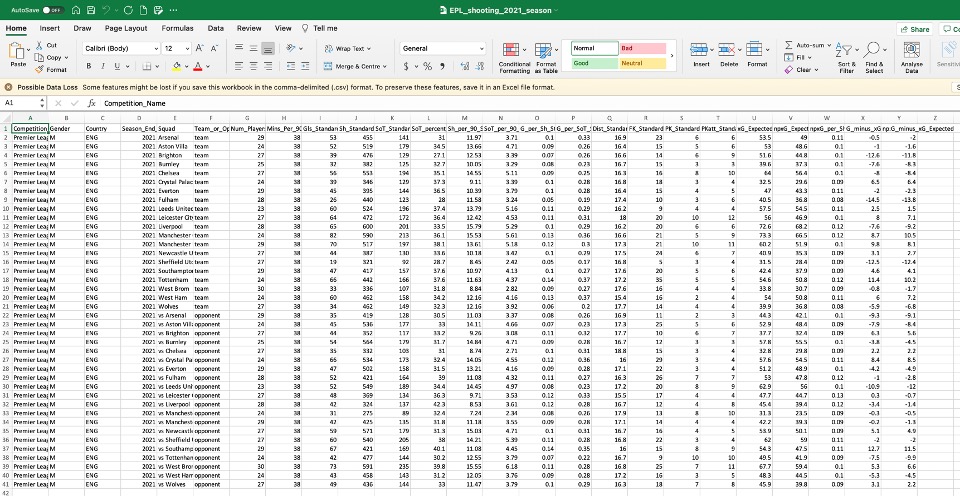 AutoSave OFF EPL_shooting_2021_season
Home Insert Draw Page Layout Formulas Data Review View Tell me Share
Paste Cut Copy Format Calibri (Body) 12 Wrap Text Merge & Centre General Conditional Formatting Format as Table Normal Bad Good Neutral Insert Delete Format Auto-sum Fill Clear Sort & Filter Find & Select Analyse Data Sensitivi
Possible Data Loss Some features might be lost if you save this workbook in the comma-delimited (.csv) format. To preserve these features, save it in an Excel file format.
A1 fx Competition_Name
A B C D E F G H I J K L M N O P Q R S T U V W X Y Z
1 Competition Gender Country Season_End Squad Team_or_Op Num_Player Mins_Per_90 Gls_Standar Sh_Standard SoT_Standar SoT_percent Sh_per_90_S SoT_per_90_ G_per_Sh_St G_per_SoT_ Dist_Standar FK_Standard PK_Standard PKatt_Stand xG_Expected npxG_Expec npxG_per_Sh G_minus_xG np.G_minus_xG_Expected
2 Premier Leag M ENG 2021 Arsenal team 29 38 53 455 141 31 11.97 3.71 0.1 0.33 16.9 23 6 6 53.5 49 0.11 -0.5 -2
3 Premier Leag M ENG 2021 Aston Villa team 24 38 52 519 179 34.5 13.66 4.71 0.09 0.26 16.4 15 5 6 53 48.6 0.1 -1 -1.6
4 Premier Leag M ENG 2021 Brighton team 27 38 39 476 129 27.1 12.53 3.39 0.07 0.26 16.6 14 6 9 51.6 44.8 0.1 -12.6 -11.8
5 Premier Leag M ENG 2021 Burnley team 25 38 32 382 125 32.7 10.05 3.29 0.08 0.23 16.7 15 3 3 39.6 37.3 0.1 -7.6 -8.3
6 Premier Leag M ENG 2021 Chelsea team 27 38 56 553 194 35.1 14.55 5.11 0.09 0.25 16.3 16 8 10 64 56.4 0.1 -8 -8.4
7 Premier Leag M ENG 2021 Crystal Palac team 24 38 39 346 129 37.3 9.11 3.39 0.1 0.28 16.8 18 3 4 32.5 29.6 0.09 6.5 6.4
8 Premier Leag M ENG 2021 Everton team 29 38 45 395 144 36.5 10.39 3.79 0.1 0.28 16.4 15 4 5 47 43.3 0.11 -2 -2.3
9 Premier Leag M ENG 2021 Fulham team 28 38 26 440 123 28 11.58 3.24 0.05 0.19 17.4 10 3 6 40.5 36.8 0.08 -14.5 -13.8
10 Premier Leag M ENG 2021 Leeds United team 23 38 60 524 196 37.4 13.79 5.16 0.11 0.29 16.2 9 4 4 57.5 54.5 0.11 2.5 1.5
11 Premier Leag M ENG 2021 Leicester Cit team 27 38 64 472 172 36.4 12.42 4.53 0.11 0.31 18 20 10 12 56 46.9 0.1 8 7.1
12 Premier Leag M ENG 2021 Liverpool team 28 38 65 600 201 33.5 15.79 5.29 0.1 0.29 16.2 20 6 6 72.6 68.2 0.12 -7.6 -9.2
13 Premier Leag M ENG 2021 Manchester team 24 38 82 590 213 36.1 15.53 5.61 0.13 0.36 16.6 21 5 9 73.3 66.5 0.12 8.7 10.5
14 Premier Leag M ENG 2021 Manchester team 29 38 70 517 197 38.1 13.61 5.18 0.12 0.3 17.3 21 10 11 60.2 51.9 0.1 9.8 8.1
15 Premier Leag M ENG 2021 Newcastle U team 27 38 44 387 130 33.6 10.18 3.42 0.1 0.29 17.5 24 6 7 40.9 35.3 0.09 3.1 2.7
16 Premier Leag M ENG 2021 Sheffield Utd team 27 38 19 321 92 28.7 8.45 2.42 0.05 0.17 16.8 5 3 4 31.5 28.4 0.09 -12.5 -12.4
17 Premier Leag M ENG 2021 Southampton team 29 38 47 417 157 37.6 10.97 4.13 0.1 0.27 17.6 20 5 6 42.4 37.9 0.09 4.6 4.1
18 Premier Leag M ENG 2021 Tottenham team 24 38 66 442 166 37.6 11.63 4.37 0.14 0.37 17.2 35 5 5 54.6 50.8 0.12 11.4 10.2
19 Premier Leag M ENG 2021 West Brom team 30 38 33 336 107 31.8 8.84 2.82 0.09 0.27 17.6 16 4 4 33.8 30.7 0.09 -0.8 -1.7
20 Premier Leag M ENG 2021 West Ham team 24 38 60 462 158 34.2 12.16 4.16 0.13 0.37 15.4 16 2 4 54 50.8 0.11 6 7.2
21 Premier Leag M ENG 2021 Wolves team 27 38 34 462 149 32.3 12.16 3.92 0.06 0.2 17.7 14 4 4 39.9 36.8 0.08 -5.9 -6.8
22 Premier Leag M ENG 2021 vs Arsenal opponent 29 38 35 419 128 30.5 11.03 3.37 0.08 0.26 16.9 11 2 3 44.3 42.1 0.1 -9.3 -9.1
23 Premier Leag M ENG 2021 vs Aston Villa opponent 24 38 45 536 177 33 14.11 4.66 0.07 0.23 17.3 25 5 5 52.9 48.4 0.09 -7.9 -8.4
24 Premier Leag M ENG 2021 vs Brighton opponent 27 38 44 352 117 33.2 9.26 3.08 0.11 0.32 17.7 10 6 7 37.7 32.4 0.09 6.3 5.6
25 Premier Leag M ENG 2021 vs Burnley opponent 25 38 54 564 179 31.7 14.84 4.71 0.09 0.28 16.7 12 3 3 57.8 55.5 0.1 -3.8 -4.5
26 Premier Leag M ENG 2021 vs Chelsea opponent 27 38 35 332 103 31 8.74 2.71 0.1 0.31 18.8 15 3 4 32.8 29.8 0.09 2.2 2.2
27 Premier Leag M ENG 2021 vs Crystal Pa opponent 24 38 66 534 173 32.4 14.05 4.55 0.12 0.36 16 29 3 4 57.6 54.5 0.11 8.4 8.5
28 Premier Leag M ENG 2021 vs Everton opponent 29 38 47 502 158 31.5 13.21 4.16 0.09 0.28 17.1 22 3 4 51.2 48.9 0.1 -4.2 -4.9
29 Premier Leag M ENG 2021 vs Fulham opponent 28 38 52 421 164 39 11.08 4.32 0.11 0.27 16.3 26 7 7 53 47.8 0.12 -1 -2.8
30 Premier Leag M ENG 2021 vs Leeds Uni opponent 23 38 52 549 189 34.4 14.45 4.97 0.08 0.23 17.2 20 8 9 62.9 56 0.1 -10.9 -12
31 Premier Leag M ENG 2021 vs Leicester opponent 27 38 48 369 134 36.3 9.71 3.53 0.12 0.33 15.5 17 4 4 47.7 44.7 0.13 0.3 -0.7
32 Premier Leag M ENG 2021 vs Liverpool opponent 28 38 42 324 137 42.3 8.53 3.61 0.12 0.28 16.7 12 4 8 45.4 39.4 0.12 -3.4 -1.4
33 Premier Leag M ENG 2021 vs Manchest opponent 24 38 31 275 89 32.4 7.24 2.34 0.08 0.26 17.9 13 8 10 31.3 23.5 0.09 -0.3 -0.5
34 Premier Leag M ENG 2021 vs Manchest opponent 29 38 42 425 135 31.8 11.18 3.55 0.09 0.28 17.1 14 4 4 42.2 39.3 0.09 -0.2 -1.3
35 Premier Leag M ENG 2021 vs Newcastle opponent 27 38 59 571 179 31.3 15.03 4.71 0.1 0.31 16.7 16 4 5 53.9 50.1 0.09 5.1 4.9
36 Premier Leag M ENG 2021 vs Sheffield opponent 27 38 60 540 205 38 14.21 5.39 0.11 0.28 16.8 22 3 4 62 59 0.11 -2 -2
37 Premier Leag M ENG 2021 vs Southamp opponent 29 38 67 421 169 40.1 11.08 4.45 0.14 0.35 16 15 8 9 54.3 47.5 0.11 12.7 11.5
38 Premier Leag M ENG 2021 vs Tottenham opponent 24 38 42 477 144 30.2 12.55 3.79 0.07 0.22 16.7 9 10 10 49.5 41.9 0.09 -7.5 -9.9
39 Premier Leag M ENG 2021 vs West Bror opponent 30 38 73 591 235 39.8 15.55 6.18 0.11 0.28 16.8 25 7 11 67.7 59.4 0.1 5.3 6.6
40 Premier Leag M ENG 2021 vs West Ham opponent 24 38 43 458 143 31.2 12.05 3.76 0.09 0.28 17.2 16 3 5 48.3 44.5 0.1 -5.3 -4.5
41 Premier Leag M ENG 2021 vs Wolves opponent 27 38 49 436 144 33 11.47 3.79 0.1 0.29 16.3 18 7 8 45.9 39.8 0.09 3.1 2.2
42